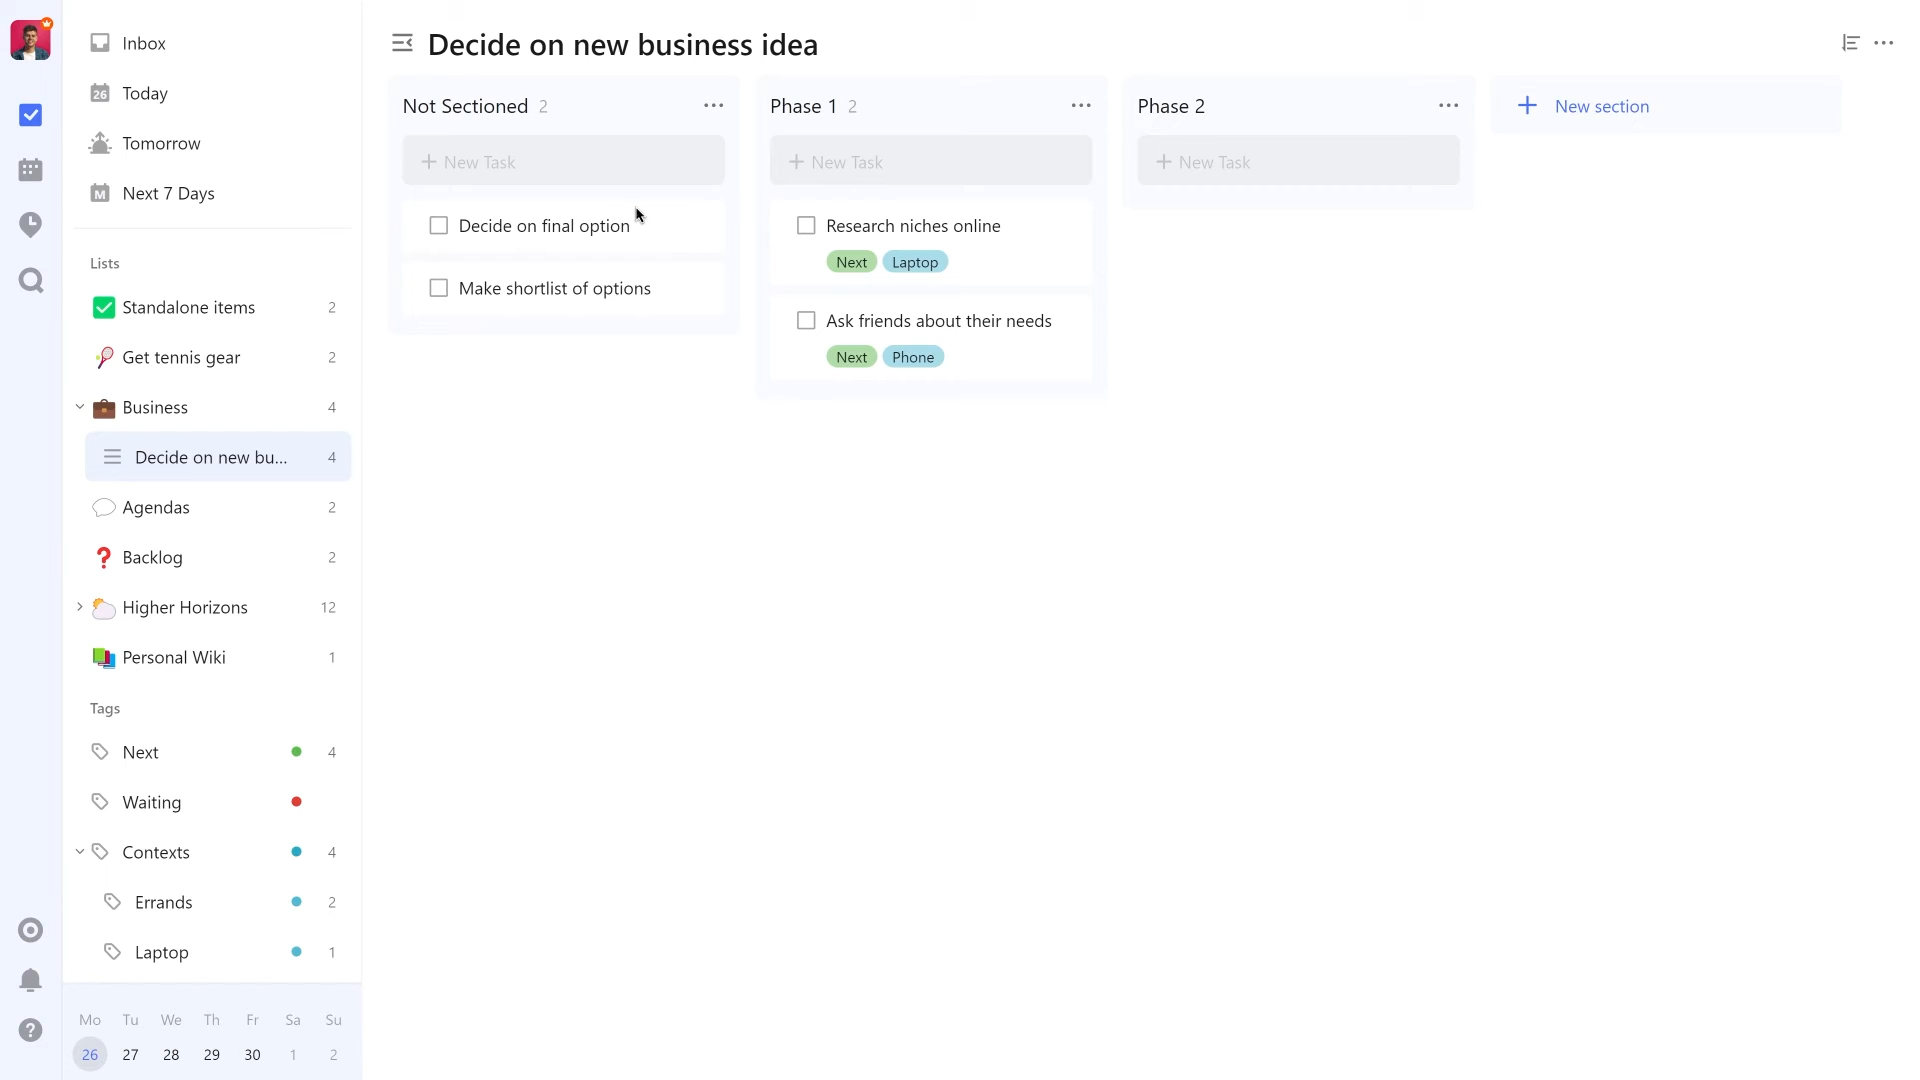 Inbox
26
Today
Tomorrow
M
Next 7 Days
Lists
Standalone items 2
Get tennis gear 2
Business 4
Decide on new bu... 4
Agendas 2
Backlog 2
Higher Horizons 12
Personal Wiki 1
Tags
Next 4
Waiting
Contexts 4
Errands 2
Laptop 1
Mo Tu We Th Fr Sa Su
26 27 28 29 30 1 2
Decide on new business idea
Not Sectioned 2
+ New Task
Decide on final option
Make shortlist of options
Phase 1 2
+ New Task
Research niches online
Next Laptop
Ask friends about their needs
Next Phone
Phase 2
+ New Task
+ New section